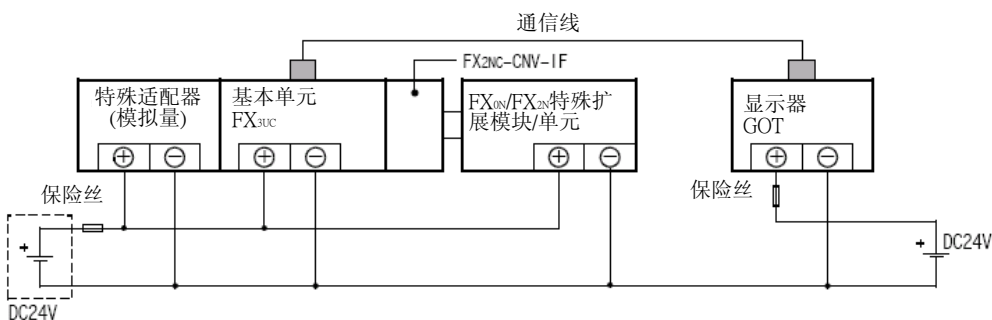 通信线
FX2NC-CNV-IF
特殊适配器
(模拟量)
基本单元
FX3UC
FX0N/FX2N特殊扩
展模块/单元
显示器
GOT
+ − + − + − + −
保险丝
保险丝
+
DC24V
+
DC24V